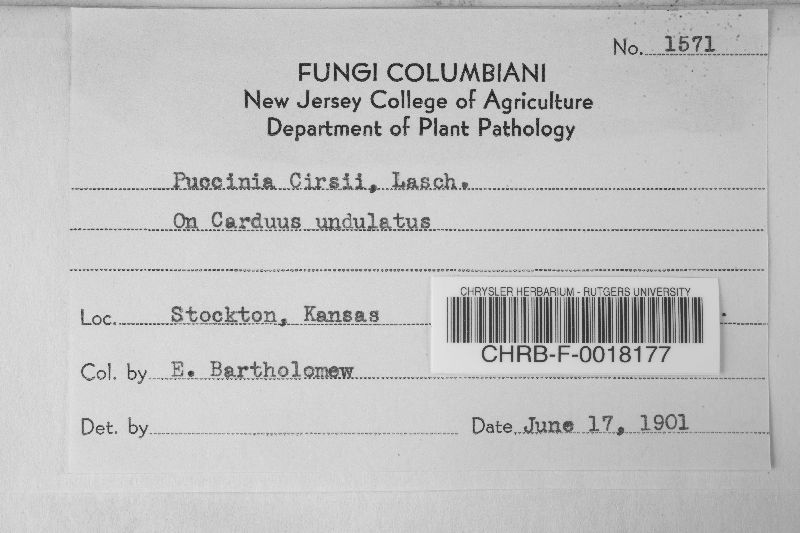 No. 1571
FUNGI COLUMBIANI
New Jersey College of Agriculture
Department of Plant Pathology
Puccinia Cirsii, Lasch.
On Carduus undulatus
Loc. Stockton, Kansas
CHRYSLER HERBARIUM - RUTGERS UNIVERSITY
CHRB-F-0018177
Col. by E. Bartholomew
Det. by
Date June 17, 1901